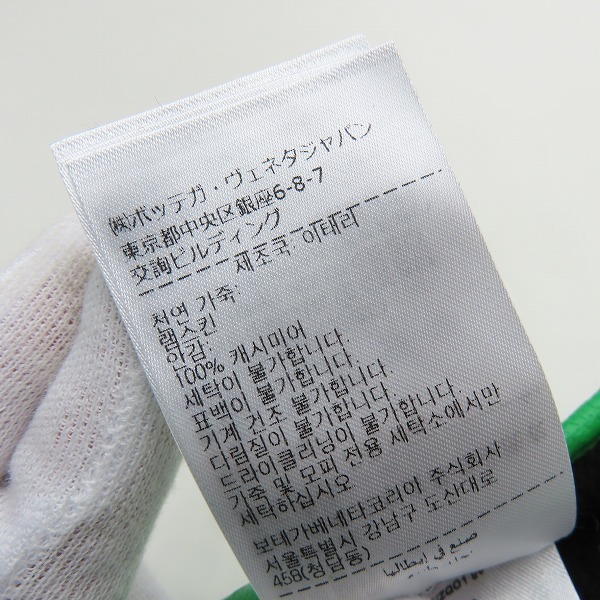 ㈱ボッテガ・ヴェネタジャパン
東京都中央区銀座6-8-7
交詢ビルディング
제조국: 이태리
천연 가죽:
램스킨
안감:
100% 캐시미어
세탁이 불가합니다.
표백이 불가합니다.
기계 건조 불가합니다.
다림질이 불가합니다.
드라이클리닝이 불가합니다.
가죽 및 모피 전용 세탁소에서만
세탁하십시오
보테가베네타코리아 주식회사
서울특별시 강남구 도산대로
458(청담동)
صنع في إيطاليا